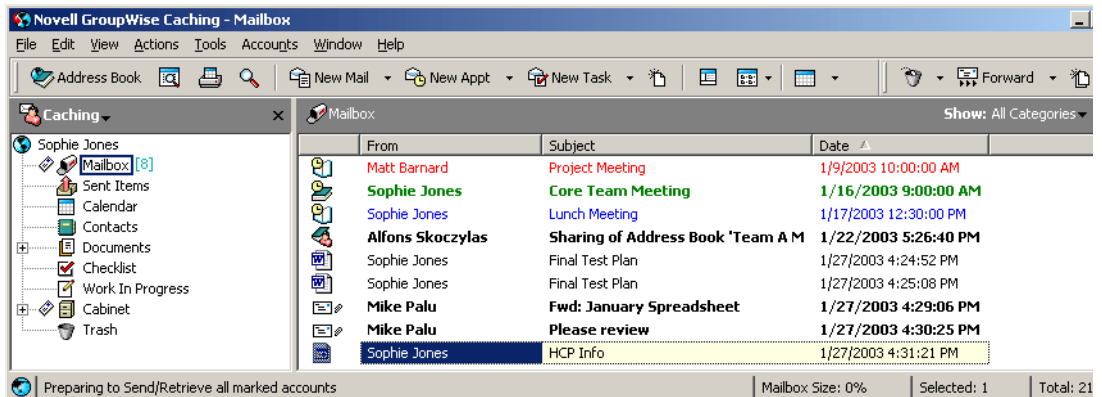 Novell GroupWise Caching - Mailbox
File Edit View Actions Tools Accounts Window Help
Address Book New Mail New Appt New Task Forward
Caching Mailbox Show: All Categories
Sophie Jones
Mailbox [8]
Sent Items
Calendar
Contacts
Documents
Checklist
Work In Progress
Cabinet
Trash
From Subject Date
Matt Barnard Project Meeting 1/9/2003 10:00:00 AM
Sophie Jones Core Team Meeting 1/16/2003 9:00:00 AM
Sophie Jones Lunch Meeting 1/17/2003 12:30:00 PM
Alfons Skoczylas Sharing of Address Book 'Team A M 1/22/2003 5:26:40 PM
Sophie Jones Final Test Plan 1/27/2003 4:24:52 PM
Sophie Jones Final Test Plan 1/27/2003 4:25:08 PM
Mike Palu Fwd: January Spreadsheet 1/27/2003 4:29:06 PM
Mike Palu Please review 1/27/2003 4:30:25 PM
Sophie Jones HCP Info 1/27/2003 4:31:21 PM
Preparing to Send/Retrieve all marked accounts Mailbox Size: 0% Selected: 1 Total: 21